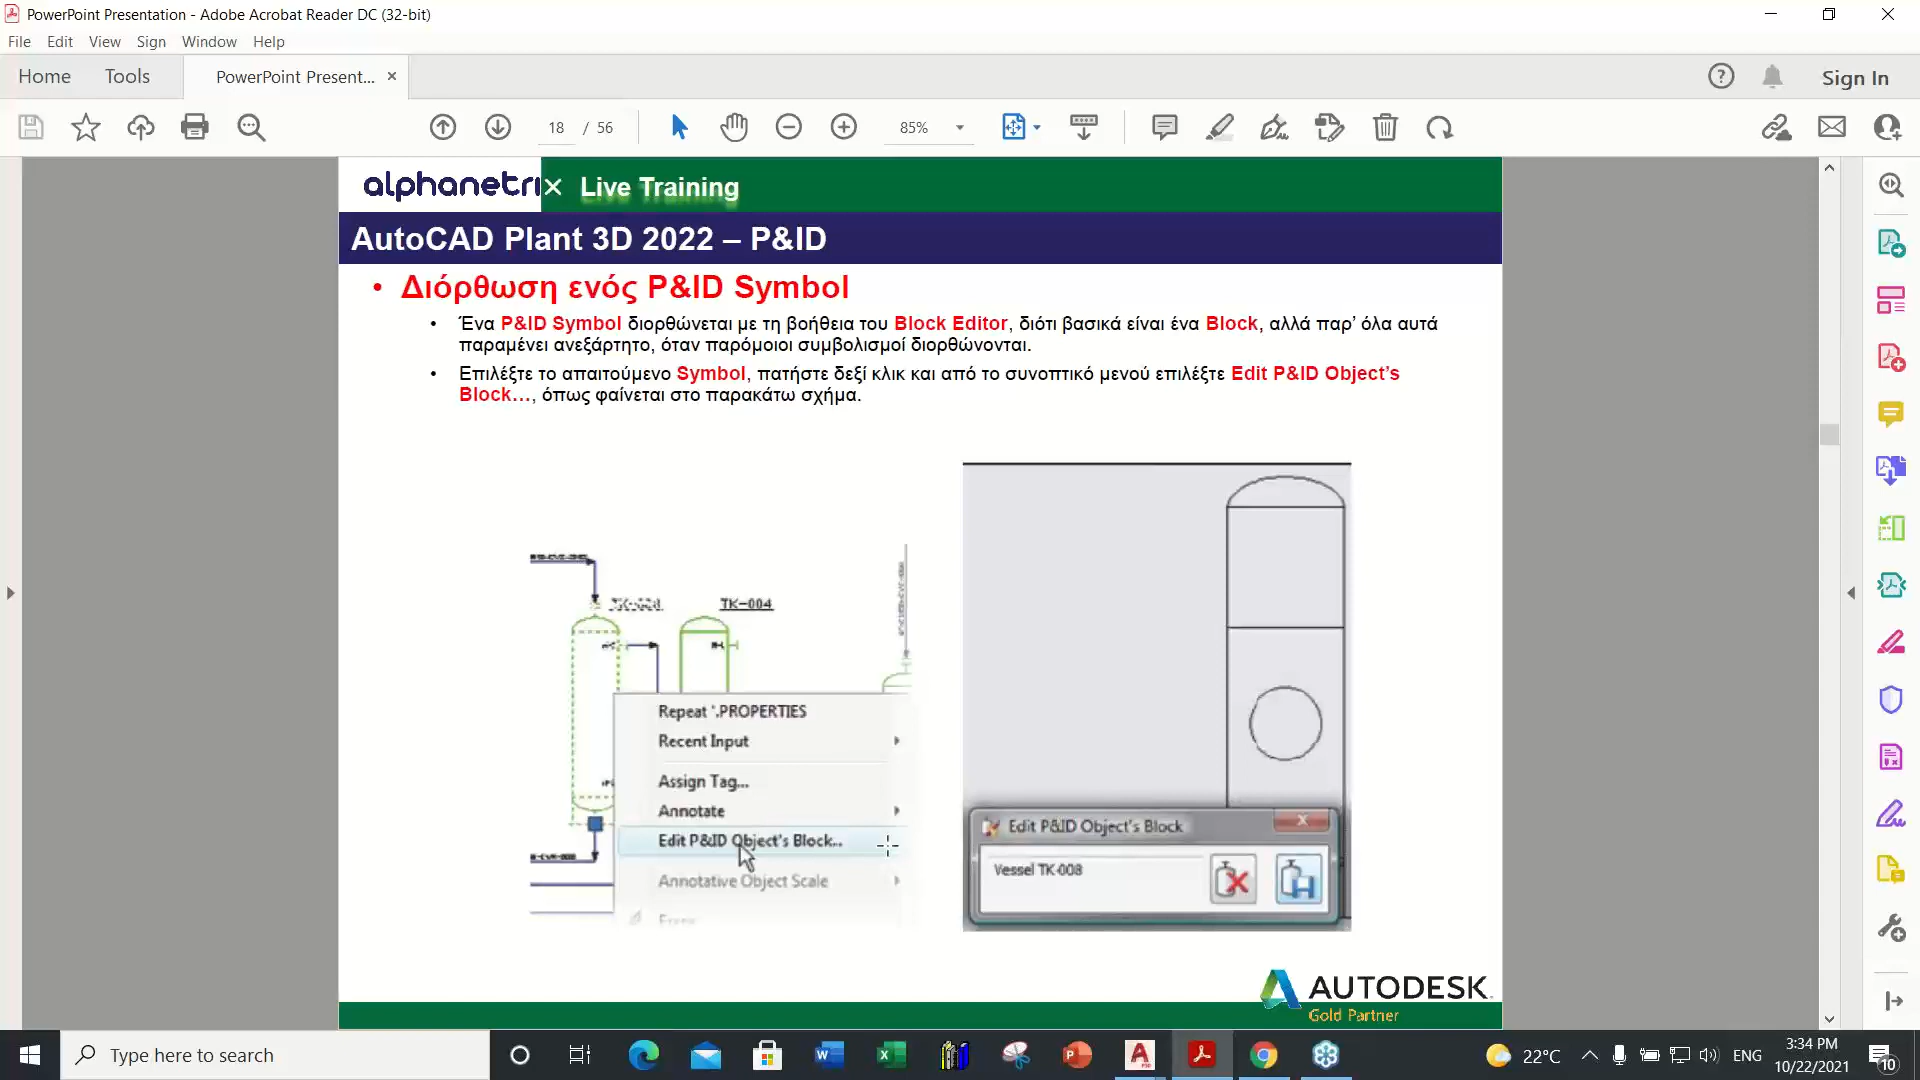 PowerPoint Presentation - Adobe Acrobat Reader DC (32-bit)
File Edit View Sign Window Help
Home Tools PowerPoint Present... × Sign In
18 / 56 85%
alphanetrix Live Training
AutoCAD Plant 3D 2022 – P&ID
• Διόρθωση ενός P&ID Symbol
• Ένα P&ID Symbol διορθώνεται με τη βοήθεια του Block Editor, διότι βασικά είναι ένα Block, αλλά παρ’ όλα αυτά
παραμένει ανεξάρτητο, όταν παρόμοιοι συμβολισμοί διορθώνονται.
• Επιλέξτε το απαιτούμενο Symbol, πατήστε δεξί κλικ και από το συνοπτικό μενού επιλέξτε Edit P&ID Object’s
Block…, όπως φαίνεται στο παρακάτω σχήμα.
TK-004
Repeat '.PROPERTIES
Recent Input
Assign Tag...
Annotate
Edit P&ID Object's Block...
Annotative Object Scale
Edit P&ID Object's Block
Vessel TK-008
AUTODESK
Gold Partner
Type here to search
22°C ENG
3:34 PM
10/22/2021
10